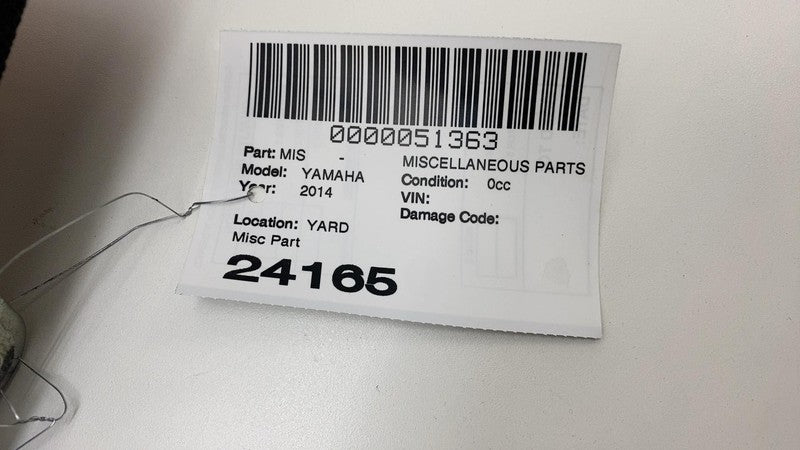 0000051363
Part: MIS - MISCELLANEOUS PARTS
Model: YAMAHA Condition: 0cc
Year: 2014 VIN:
Damage Code:
Location: YARD
Misc Part
24165